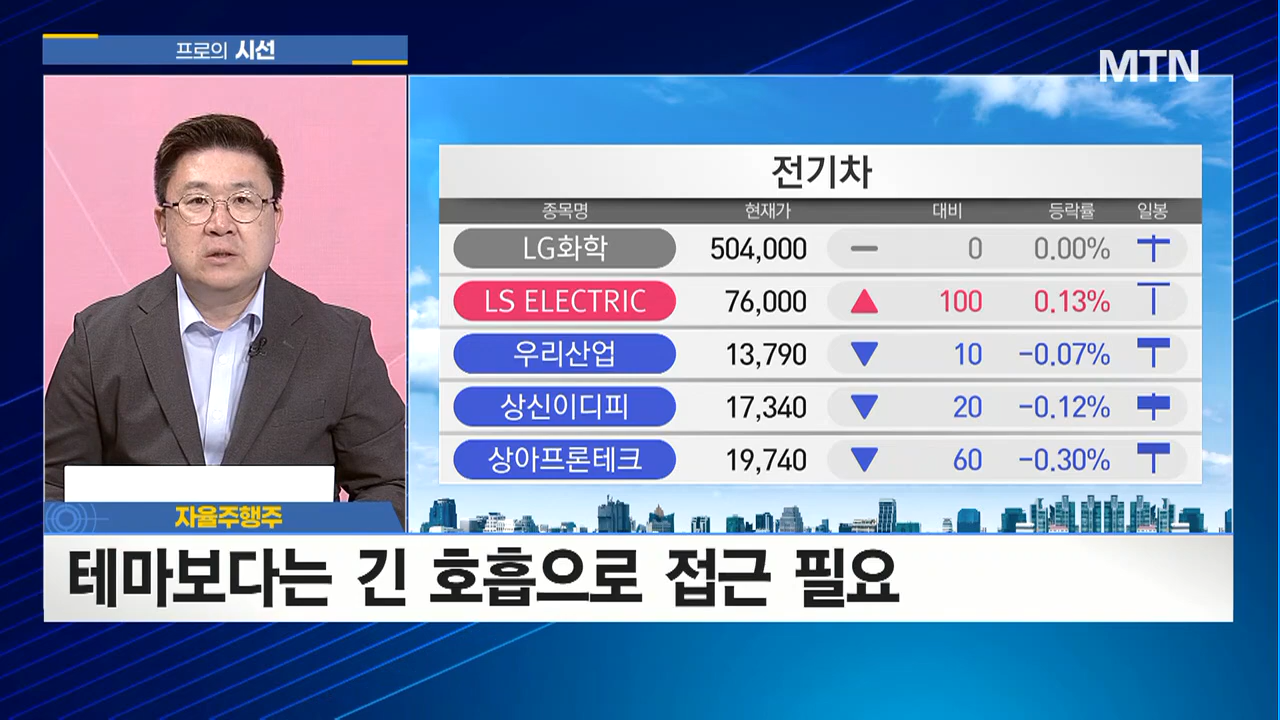 프로의 시선
MTN
전기차
종목명 현재가 대비 등락률 일봉
LG화학 504,000 0 0.00%
LS ELECTRIC 76,000 ▲ 100 0.13%
우리산업 13,790 ▼ 10 -0.07%
상신이디피 17,340 ▼ 20 -0.12%
상아프론테크 19,740 ▼ 60 -0.30%
자율주행주
테마보다는 긴 호흡으로 접근 필요